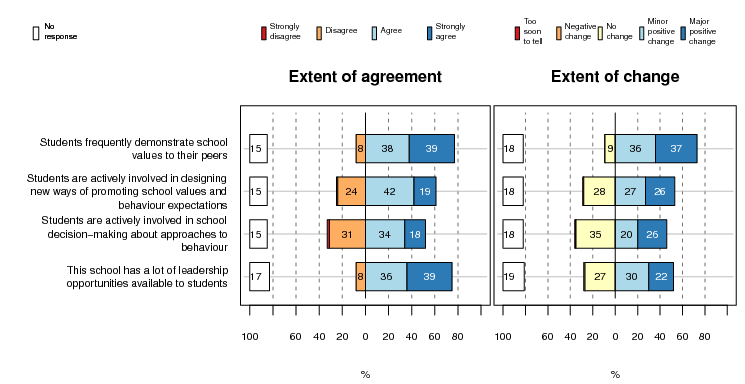 No
response
Strongly
disagree
Disagree
Agree
Strongly
agree
Too
soon
to tell
Negative
change
No
change
Minor
positive
change
Major
positive
change
Extent of agreement
Extent of change
Students frequently demonstrate school
values to their peers
15 8 38 39
18 9 36 37
Students are actively involved in designing
new ways of promoting school values and
behaviour expectations
15 24 42 19
18 28 27 26
Students are actively involved in school
decision−making about approaches to
behaviour
15 31 34 18
18 35 20 26
This school has a lot of leadership
opportunities available to students
17 8 36 39
19 27 30 22
100 60 40 20 0 20 40 60 80
100 60 40 20 0 20 40 60 80
%
%